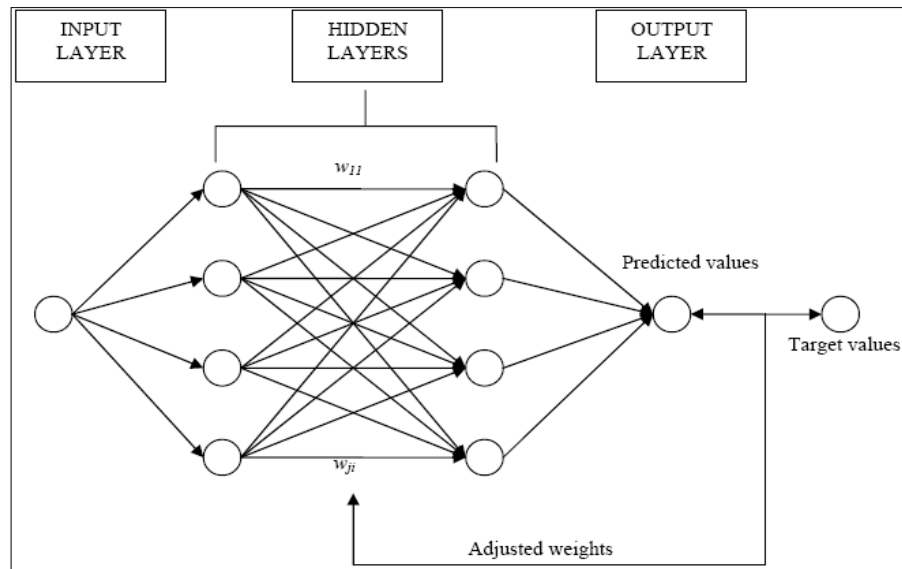 INPUT
LAYER
HIDDEN
LAYERS
OUTPUT
LAYER
w11
Predicted values
Target values
wji
Adjusted weights